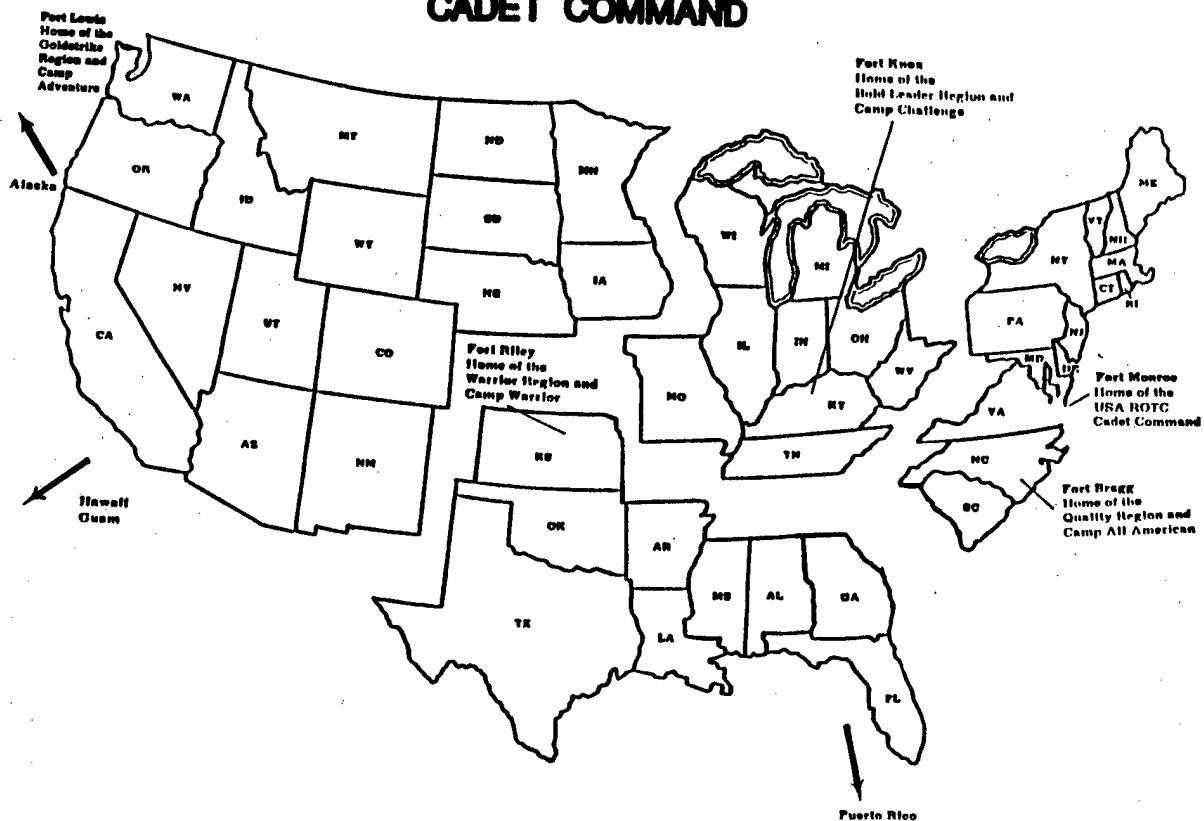 CADET COMMAND
Fort Lewis
Home of the
Goldstrike
Region and
Camp
Adventure
Fort Knox
Home of the
Bold Leader Region and
Camp Challenge
Alaska
WA
OR
ID
MT
ND
MN
SD
WY
WI
MI
ME
VT
NH
NY
MA
CT
RI
NV
CA
UT
CO
NE
IA
IL
IN
OH
PA
NJ
MD
DE
WV
VA
Fort Riley
Home of the
Warrior Region and
Camp Warrior
Fort Monroe
Home of the
USA ROTC
Cadet Command
MO
KY
AS
NM
KS
TN
NC
SC
Hawaii
Guam
Fort Bragg
Home of the
Quality Region and
Camp All American
OK
AR
TX
LA
MS
AL
GA
FL
Puerto Rico